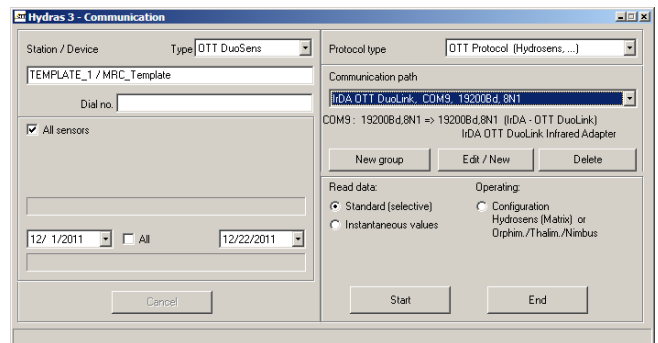 Hydras 3 - Communication
Station / Device
Type
OTT DuoSens
TEMPLATE_1 / MRC_Template
Dial no.
All sensors
12/ 1/2011
All
12/22/2011
Cancel
Protocol type
OTT Protocol (Hydrosens, ...)
Communication path
IrDA OTT DuoLink, COM9, 19200Bd, 8N1
COM9 : 19200Bd,8N1 => 19200Bd,8N1 (IrDA - OTT DuoLink)
IrDA OTT DuoLink Infrared Adapter
New group
Edit / New
Delete
Read data:
Standard (selective)
Instantaneous values
Operating:
Configuration
Hydrosens (Matrix) or
Orphim./Thalim./Nimbus
Start
End